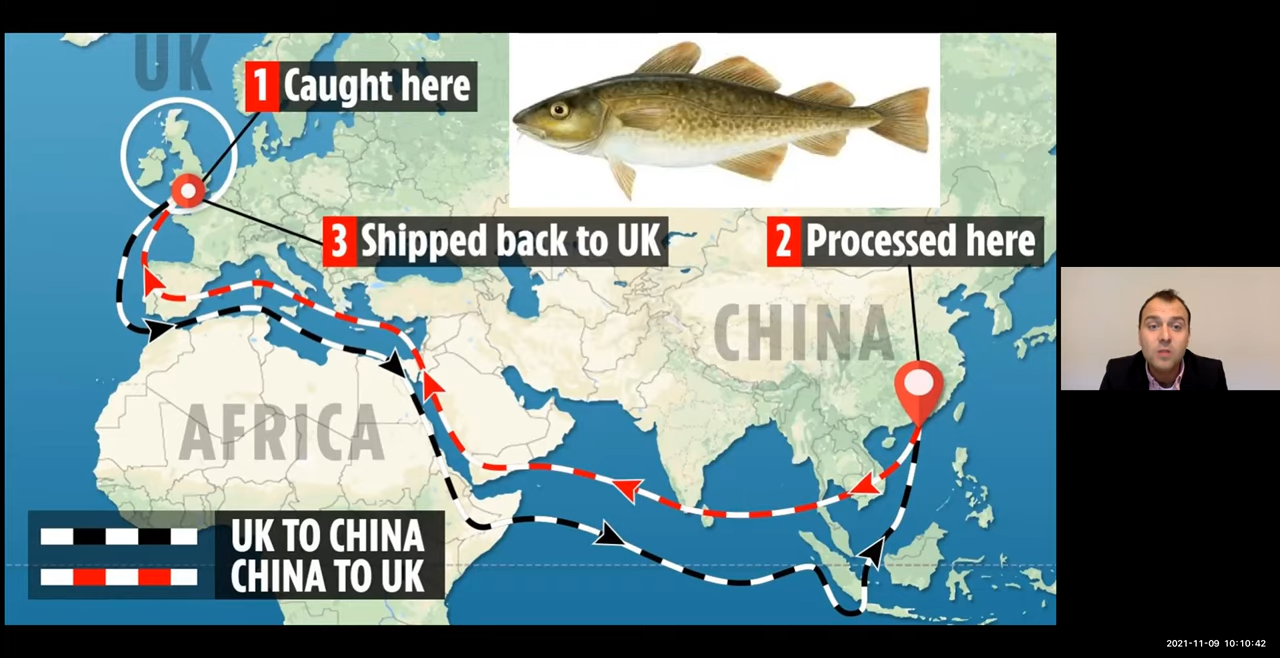 UK
1 Caught here
3 Shipped back to UK
2 Processed here
CHINA
AFRICA
UK TO CHINA
CHINA TO UK
2021-11-09 10:10:42